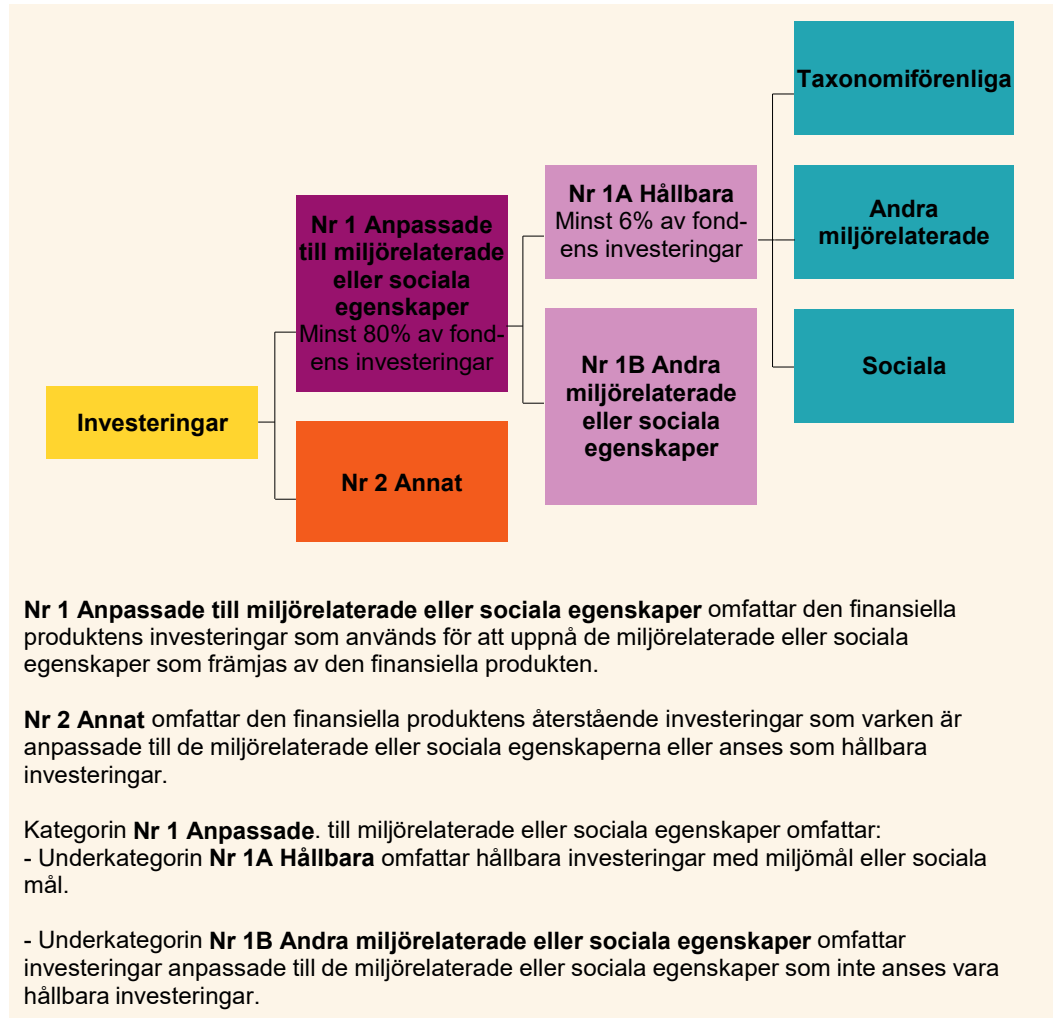 Investeringar
Nr 1 Anpassade
till miljörelaterade
eller sociala
egenskaper
Minst 80% av fond-
ens investeringar
Nr 2 Annat
Nr 1A Hållbara
Minst 6% av fond-
ens investeringar
Nr 1B Andra
miljörelaterade
eller sociala
egenskaper
Taxonomiförenliga
Andra
miljörelaterade
Sociala
Nr 1 Anpassade till miljörelaterade eller sociala egenskaper omfattar den finansiella
produktens investeringar som används för att uppnå de miljörelaterade eller sociala
egenskaper som främjas av den finansiella produkten.
Nr 2 Annat omfattar den finansiella produktens återstående investeringar som varken är
anpassade till de miljörelaterade eller sociala egenskaperna eller anses som hållbara
investeringar.
Kategorin Nr 1 Anpassade. till miljörelaterade eller sociala egenskaper omfattar:
- Underkategorin Nr 1A Hållbara omfattar hållbara investeringar med miljömål eller sociala
mål.
- Underkategorin Nr 1B Andra miljörelaterade eller sociala egenskaper omfattar
investeringar anpassade till de miljörelaterade eller sociala egenskaper som inte anses vara
hållbara investeringar.